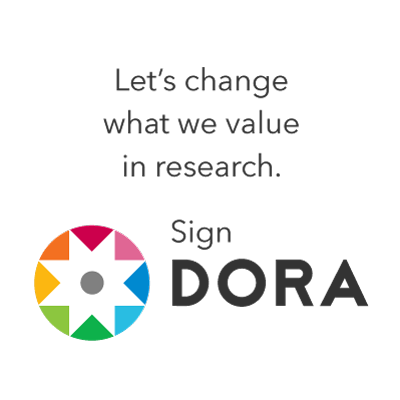 Let's change
what we value
in research.
Sign
DORA